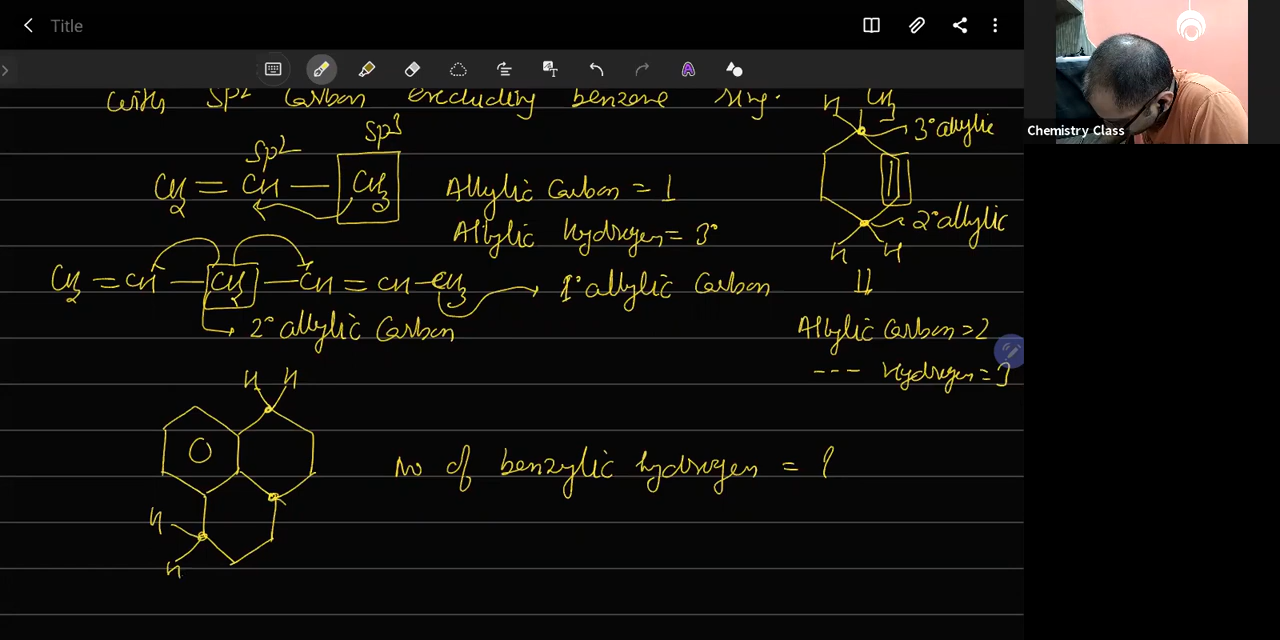 Title
with SP2 Carbon excluding benzene ring.
H CH3
3° allylic
SP2 SP3
CH2 = CH — CH3 Allylic Carbon = 1
2° allylic
Allylic Hydrogen = 3°
H H
CH2 = CH — CH2 — CH = CH — CH3 1° allylic Carbon
2° allylic Carbon
Allylic Carbon = 2
--- Hydrogen = 3
H H
No of benzylic hydrogen = ?
H
H
Chemistry Class